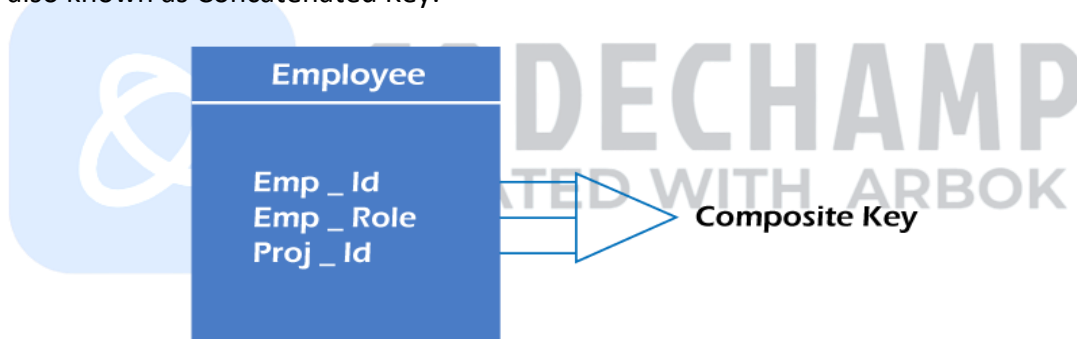 also known as Concatenated Key.
Employee
DECHAMP
TED WITH ARBOK
Emp _ Id
Emp _ Role
Proj _ Id
Composite Key